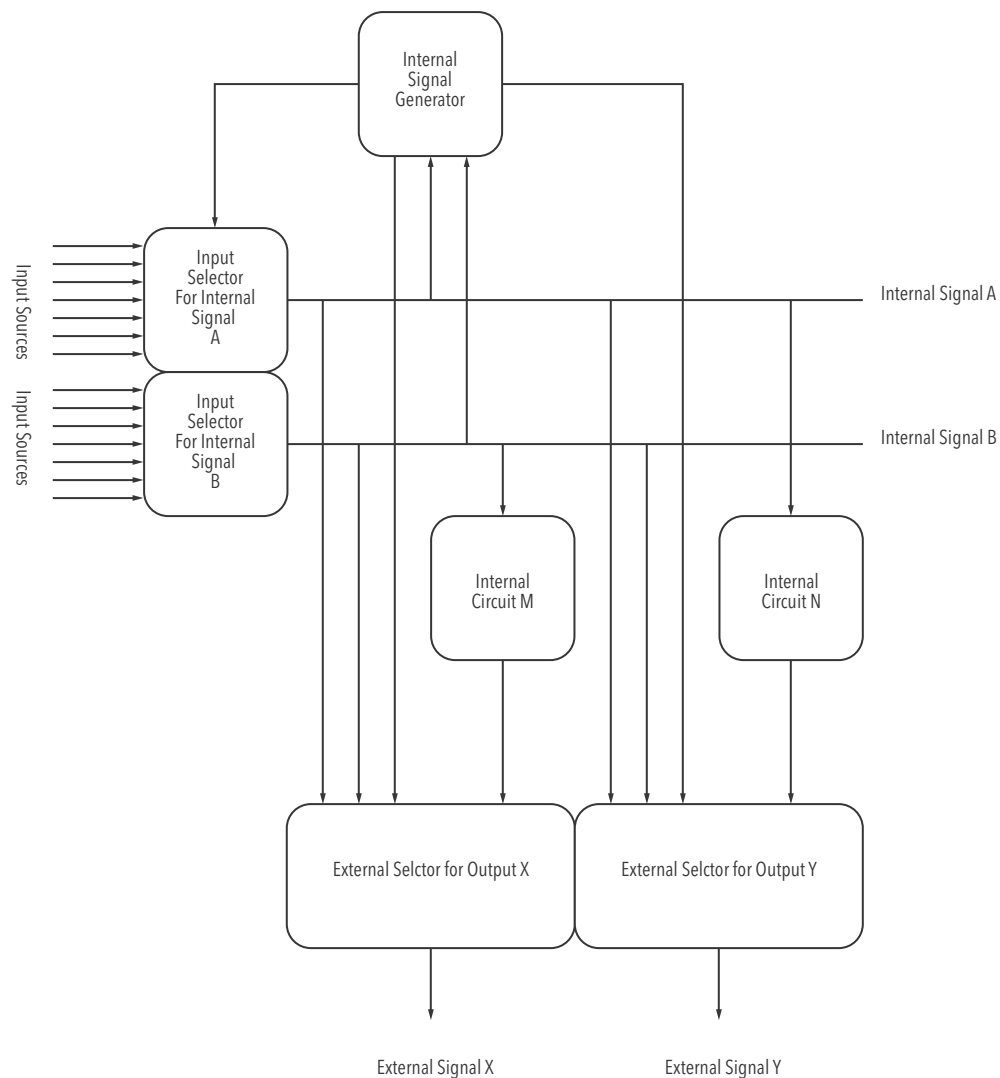 Internal
Signal
Generator
Input Sources
Input
Selector
For Internal
Signal
A
Internal Signal A
Input Sources
Input
Selector
For Internal
Signal
B
Internal Signal B
Internal
Circuit M
Internal
Circuit N
External Selctor for Output X
External Selctor for Output Y
External Signal X
External Signal Y